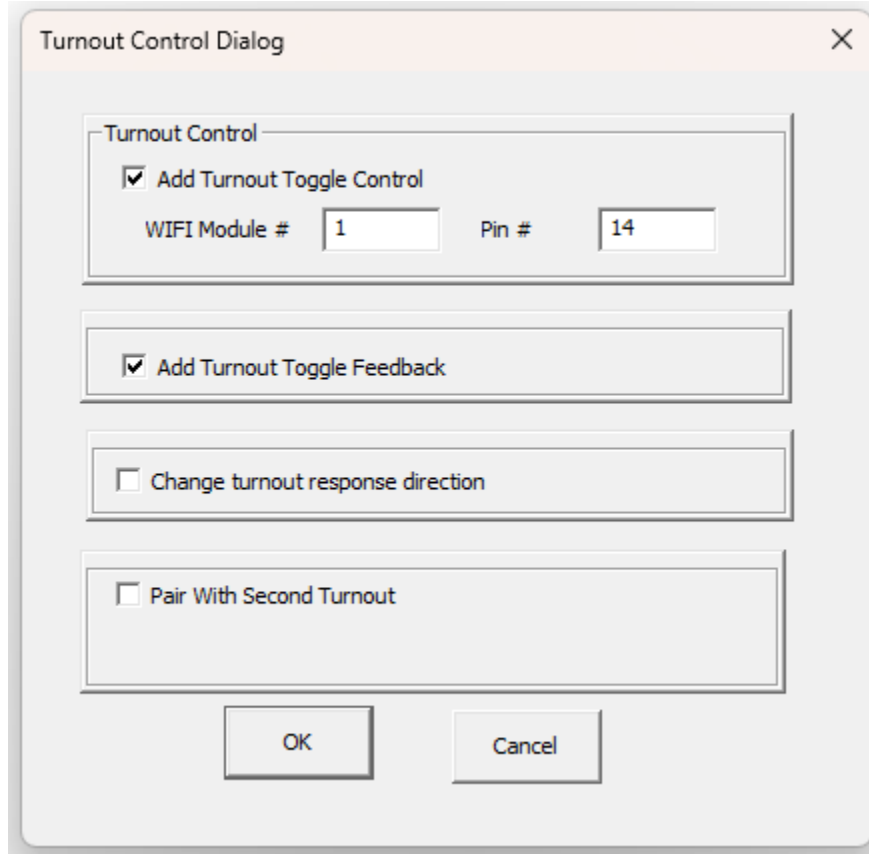 Turnout Control Dialog
Turnout Control
Add Turnout Toggle Control
WIFI Module # 1 Pin # 14
Add Turnout Toggle Feedback
Change turnout response direction
Pair With Second Turnout
OK Cancel